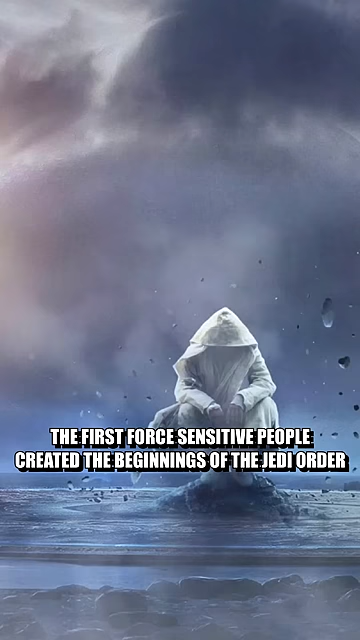 THE FIRST FORCE SENSITIVE PEOPLE
CREATED THE BEGINNINGS OF THE JEDI ORDER